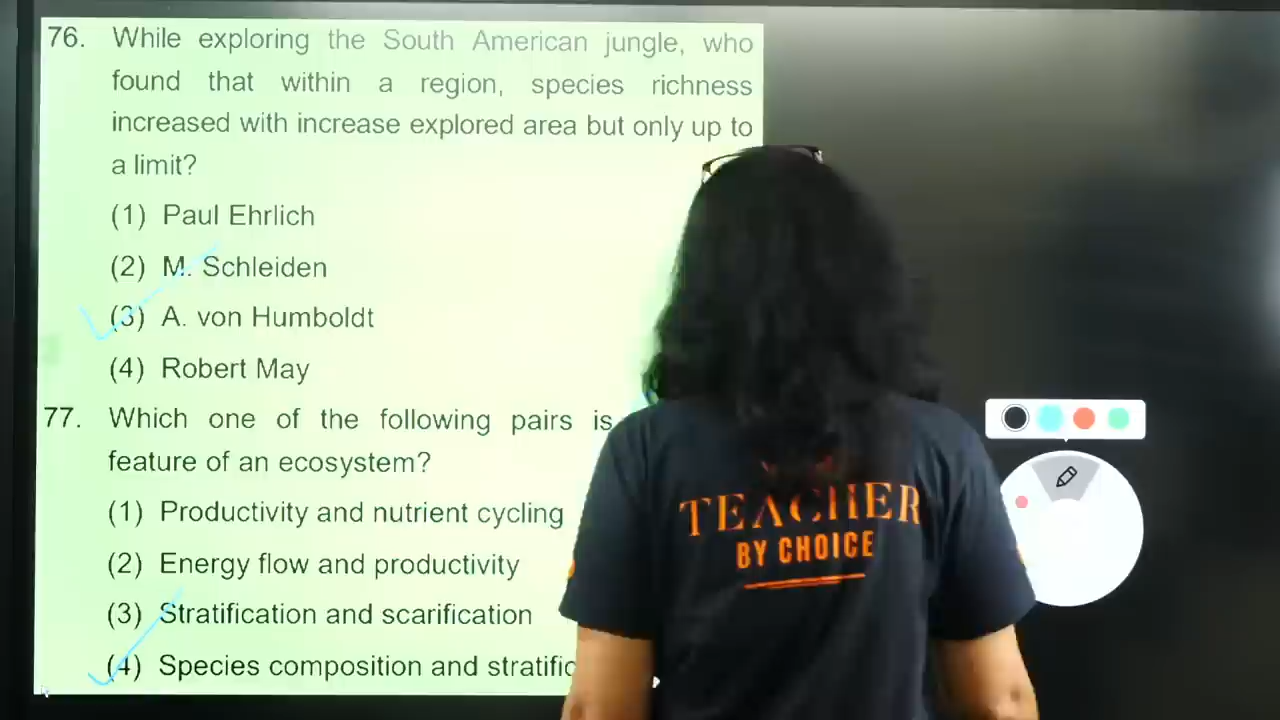 76. While exploring the South American jungle, who
found that within a region, species richness
increased with increase explored area but only up to
a limit?
(1) Paul Ehrlich
(2) M. Schleiden
(3) A. von Humboldt
(4) Robert May
77. Which one of the following pairs is
feature of an ecosystem?
(1) Productivity and nutrient cycling
(2) Energy flow and productivity
(3) Stratification and scarification
(4) Species composition and
TEACHER
BY CHOICE